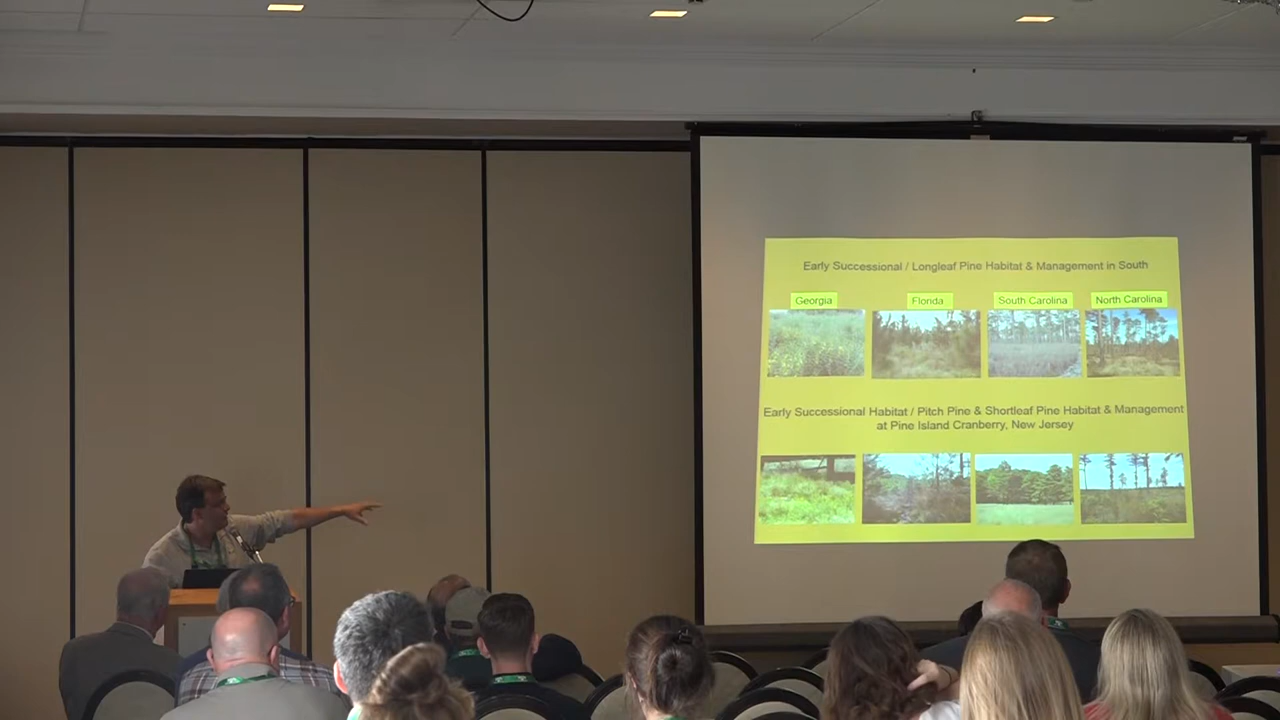 Early Successional / Longleaf Pine Habitat & Management in South
Georgia
Florida
South Carolina
North Carolina
Early Successional Habitat / Pitch Pine & Shortleaf Pine Habitat & Management
at Pine Island Cranberry, New Jersey